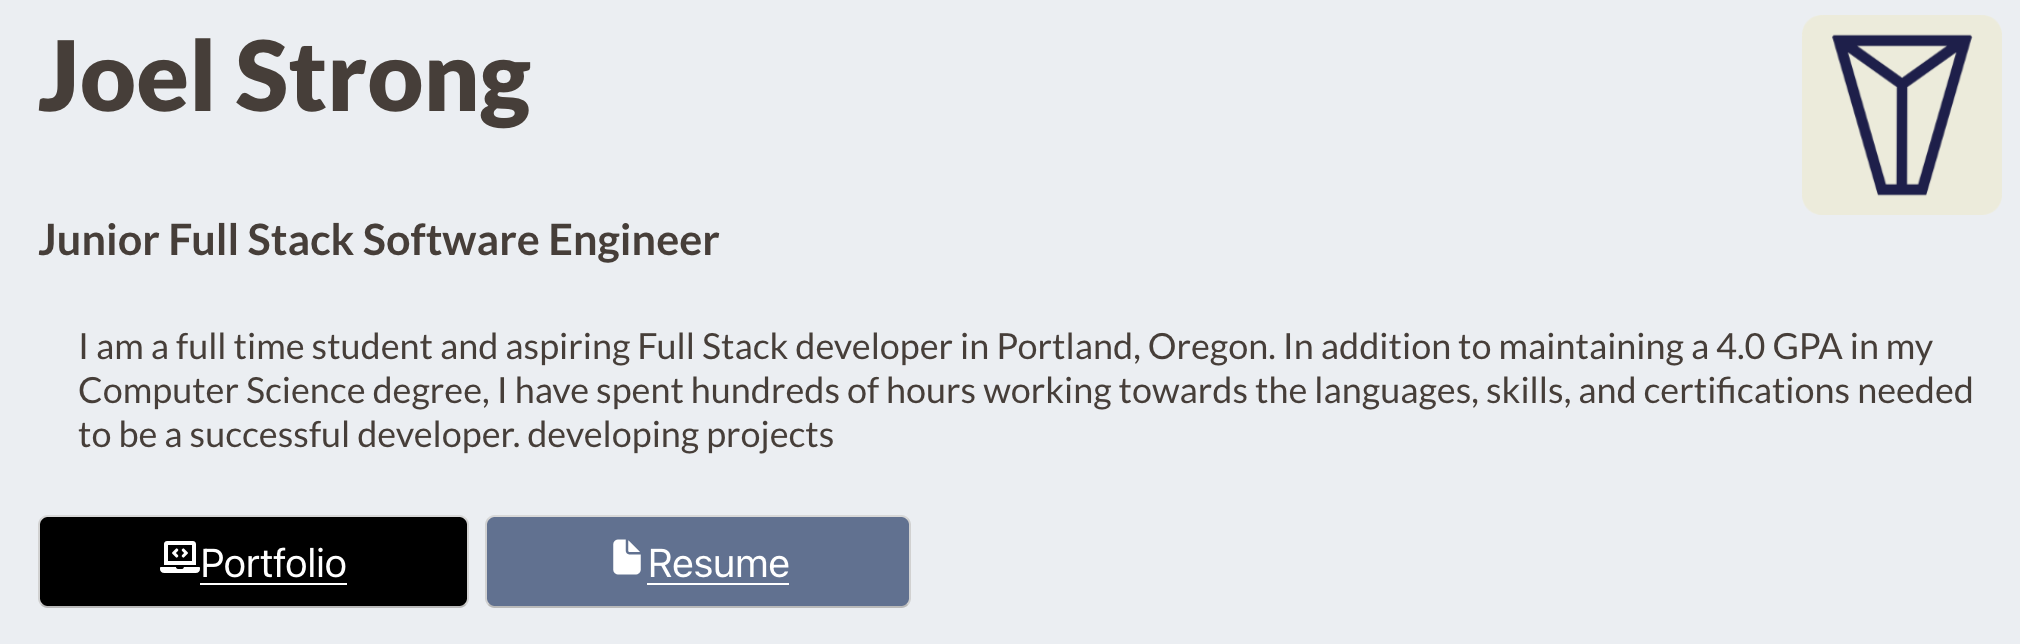 Joel Strong
Junior Full Stack Software Engineer
I am a full time student and aspiring Full Stack developer in Portland, Oregon. In addition to maintaining a 4.0 GPA in my
Computer Science degree, I have spent hundreds of hours working towards the languages, skills, and certifications needed
to be a successful developer. developing projects
Portfolio
Resume